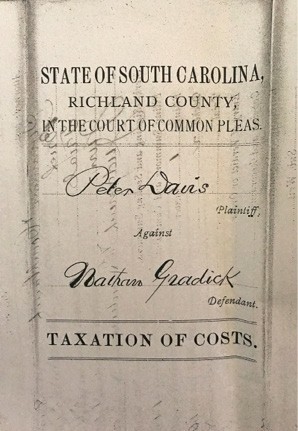 STATE OF SOUTH CAROLINA,
RICHLAND COUNTY,
IN THE COURT OF COMMON PLEAS.
Peter Davis
Plaintiff,
Against
Nathan Gradick
Defendant.
TAXATION OF COSTS.